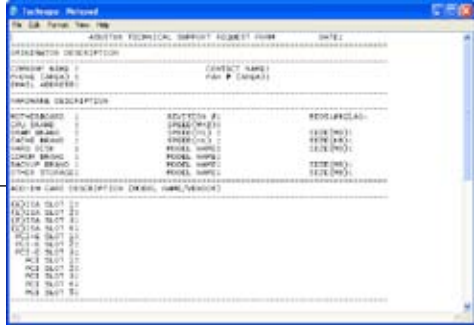 Technopo - Notepad
File Edit Format View Help
ASUSTEK TECHNICAL SUPPORT REQUEST FORM DATE:
ORIGINATOR DESCRIPTION
COMPANY NAME : CONTACT NAME:
PHONE (AREA) : FAX # (AREA):
EMAIL ADDRESS:
HARDWARE DESCRIPTION
MOTHERBOARD : REVISION #: BIOS:
CPU BRAND : SPEED(MHZ):
DRAM BRAND : SPEED(NS) : SIZE(MB):
CACHE BRAND : SPEED(NS) : SIZE(MB):
HARD DISK : MODEL NAME: SIZE(MB):
CDROM BRAND : MODEL NAME:
BACKUP BRAND : MODEL NAME: SIZE(MB):
OTHER STORAGE: MODEL NAME: SIZE(MB):
ADD-IN CARD DESCRIPTION (MODEL NAME/VENDOR)
(E)ISA SLOT 1:
(E)ISA SLOT 2:
(E)ISA SLOT 3:
(E)ISA SLOT 4:
PCI-E SLOT 1:
PCI-E SLOT 2:
PCI-E SLOT 3:
PCI SLOT 1:
PCI SLOT 2:
PCI SLOT 3:
PCI SLOT 4:
PCI SLOT 5: